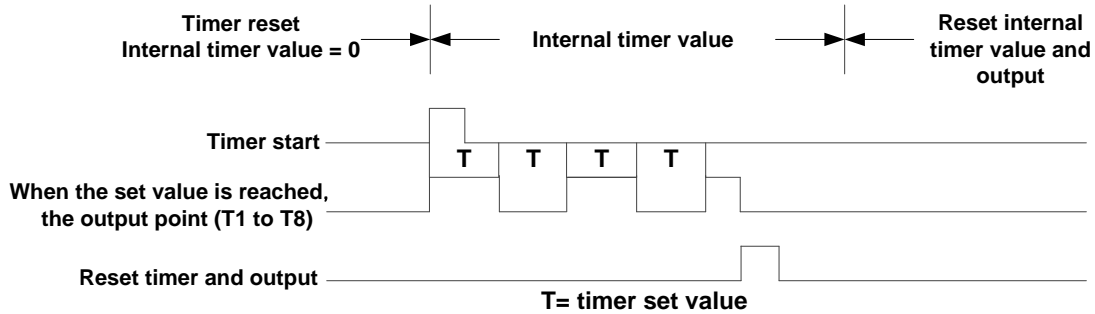 Timer reset
Internal timer value = 0
Internal timer value
Reset internal
timer value and
output
Timer start
T T T T
When the set value is reached,
the output point (T1 to T8)
Reset timer and output
T= timer set value